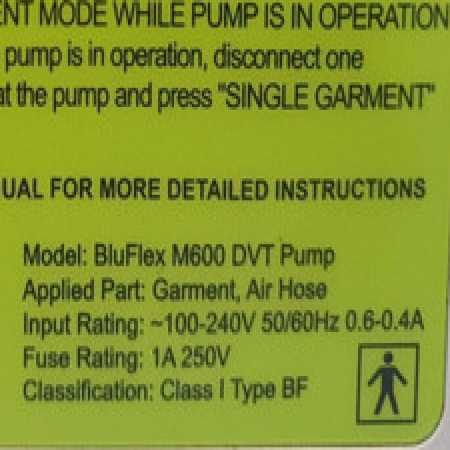 ENT MODE WHILE PUMP IS IN OPERATION
pump is in operation, disconnect one
at the pump and press "SINGLE GARMENT"
UAL FOR MORE DETAILED INSTRUCTIONS
Model: BluFlex M600 DVT Pump
Applied Part: Garment, Air Hose
Input Rating: ~100-240V 50/60Hz 0.6-0.4A
Fuse Rating: 1A 250V
Classification: Class I Type BF